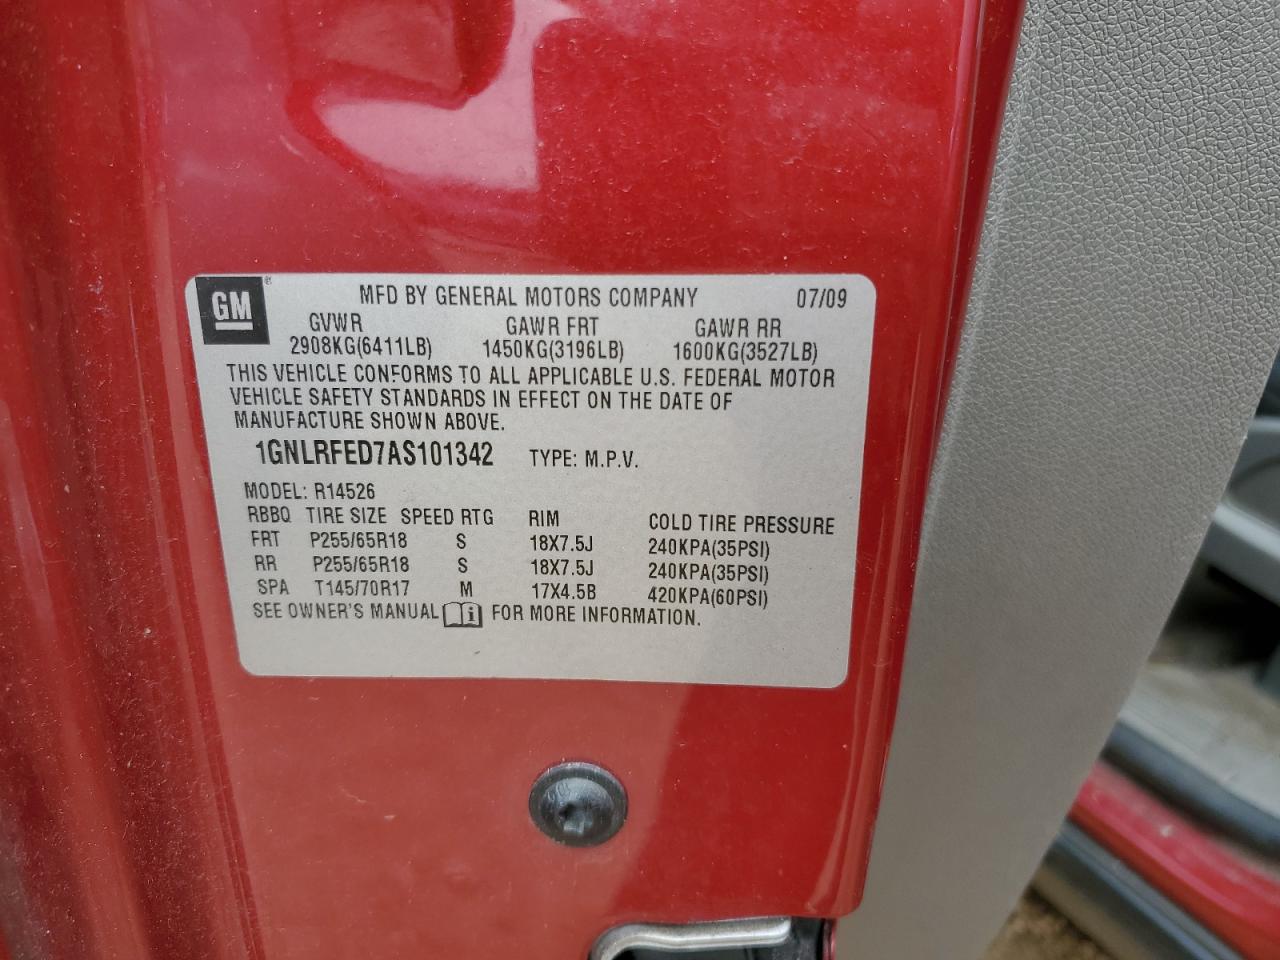 GM ® MFD BY GENERAL MOTORS COMPANY 07/09
GVWR GAWR FRT GAWR RR
2908KG(6411LB) 1450KG(3196LB) 1600KG(3527LB)
THIS VEHICLE CONFORMS TO ALL APPLICABLE U.S. FEDERAL MOTOR
VEHICLE SAFETY STANDARDS IN EFFECT ON THE DATE OF
MANUFACTURE SHOWN ABOVE.
1GNLRFED7AS101342 TYPE: M.P.V.
MODEL: R14526
RBBQ TIRE SIZE SPEED RTG RIM COLD TIRE PRESSURE
FRT P255/65R18 S 18X7.5J 240KPA(35PSI)
RR P255/65R18 S 18X7.5J 240KPA(35PSI)
SPA T145/70R17 M 17X4.5B 420KPA(60PSI)
SEE OWNER'S MANUAL i FOR MORE INFORMATION.